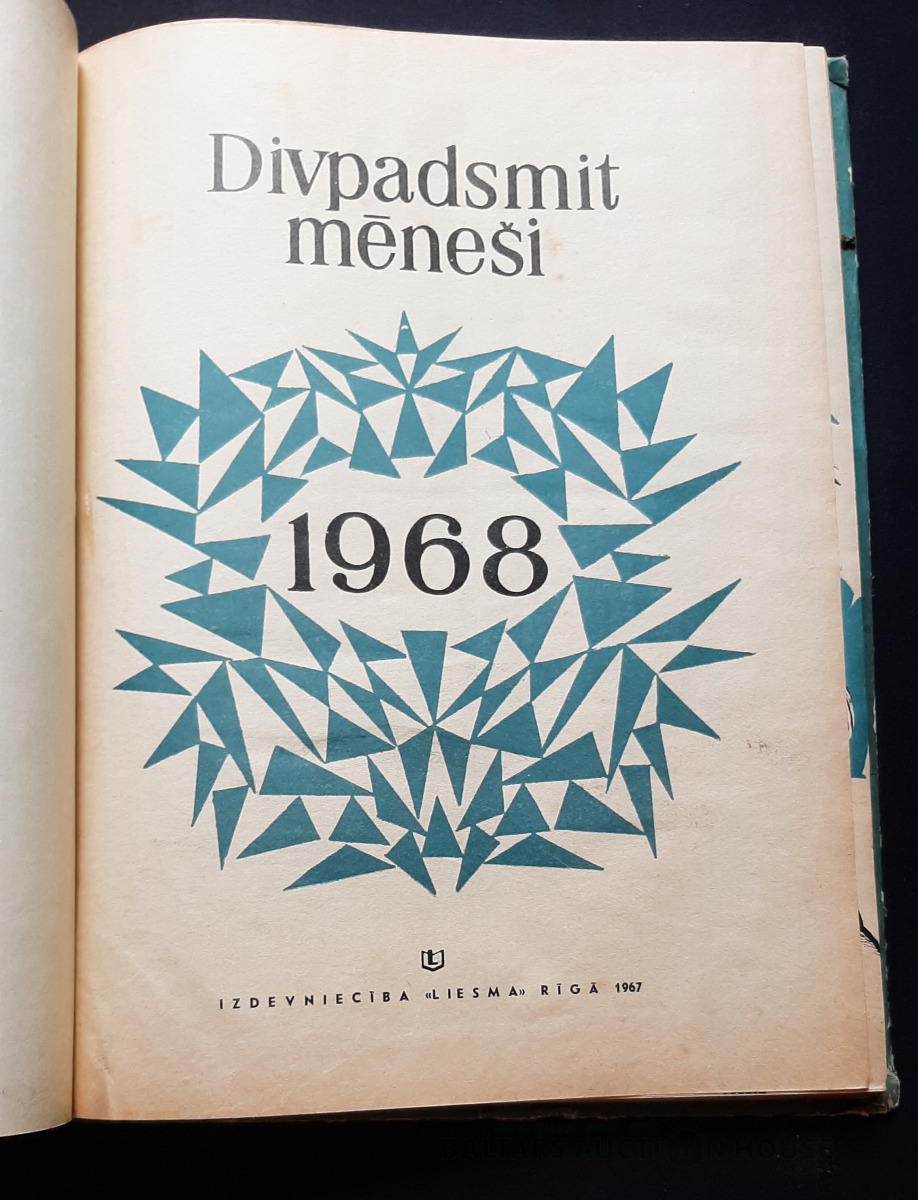 Divpadsmit
mēneši
1968
L
IZDEVNIECĪBA «LIESMA» RĪGĀ 1967